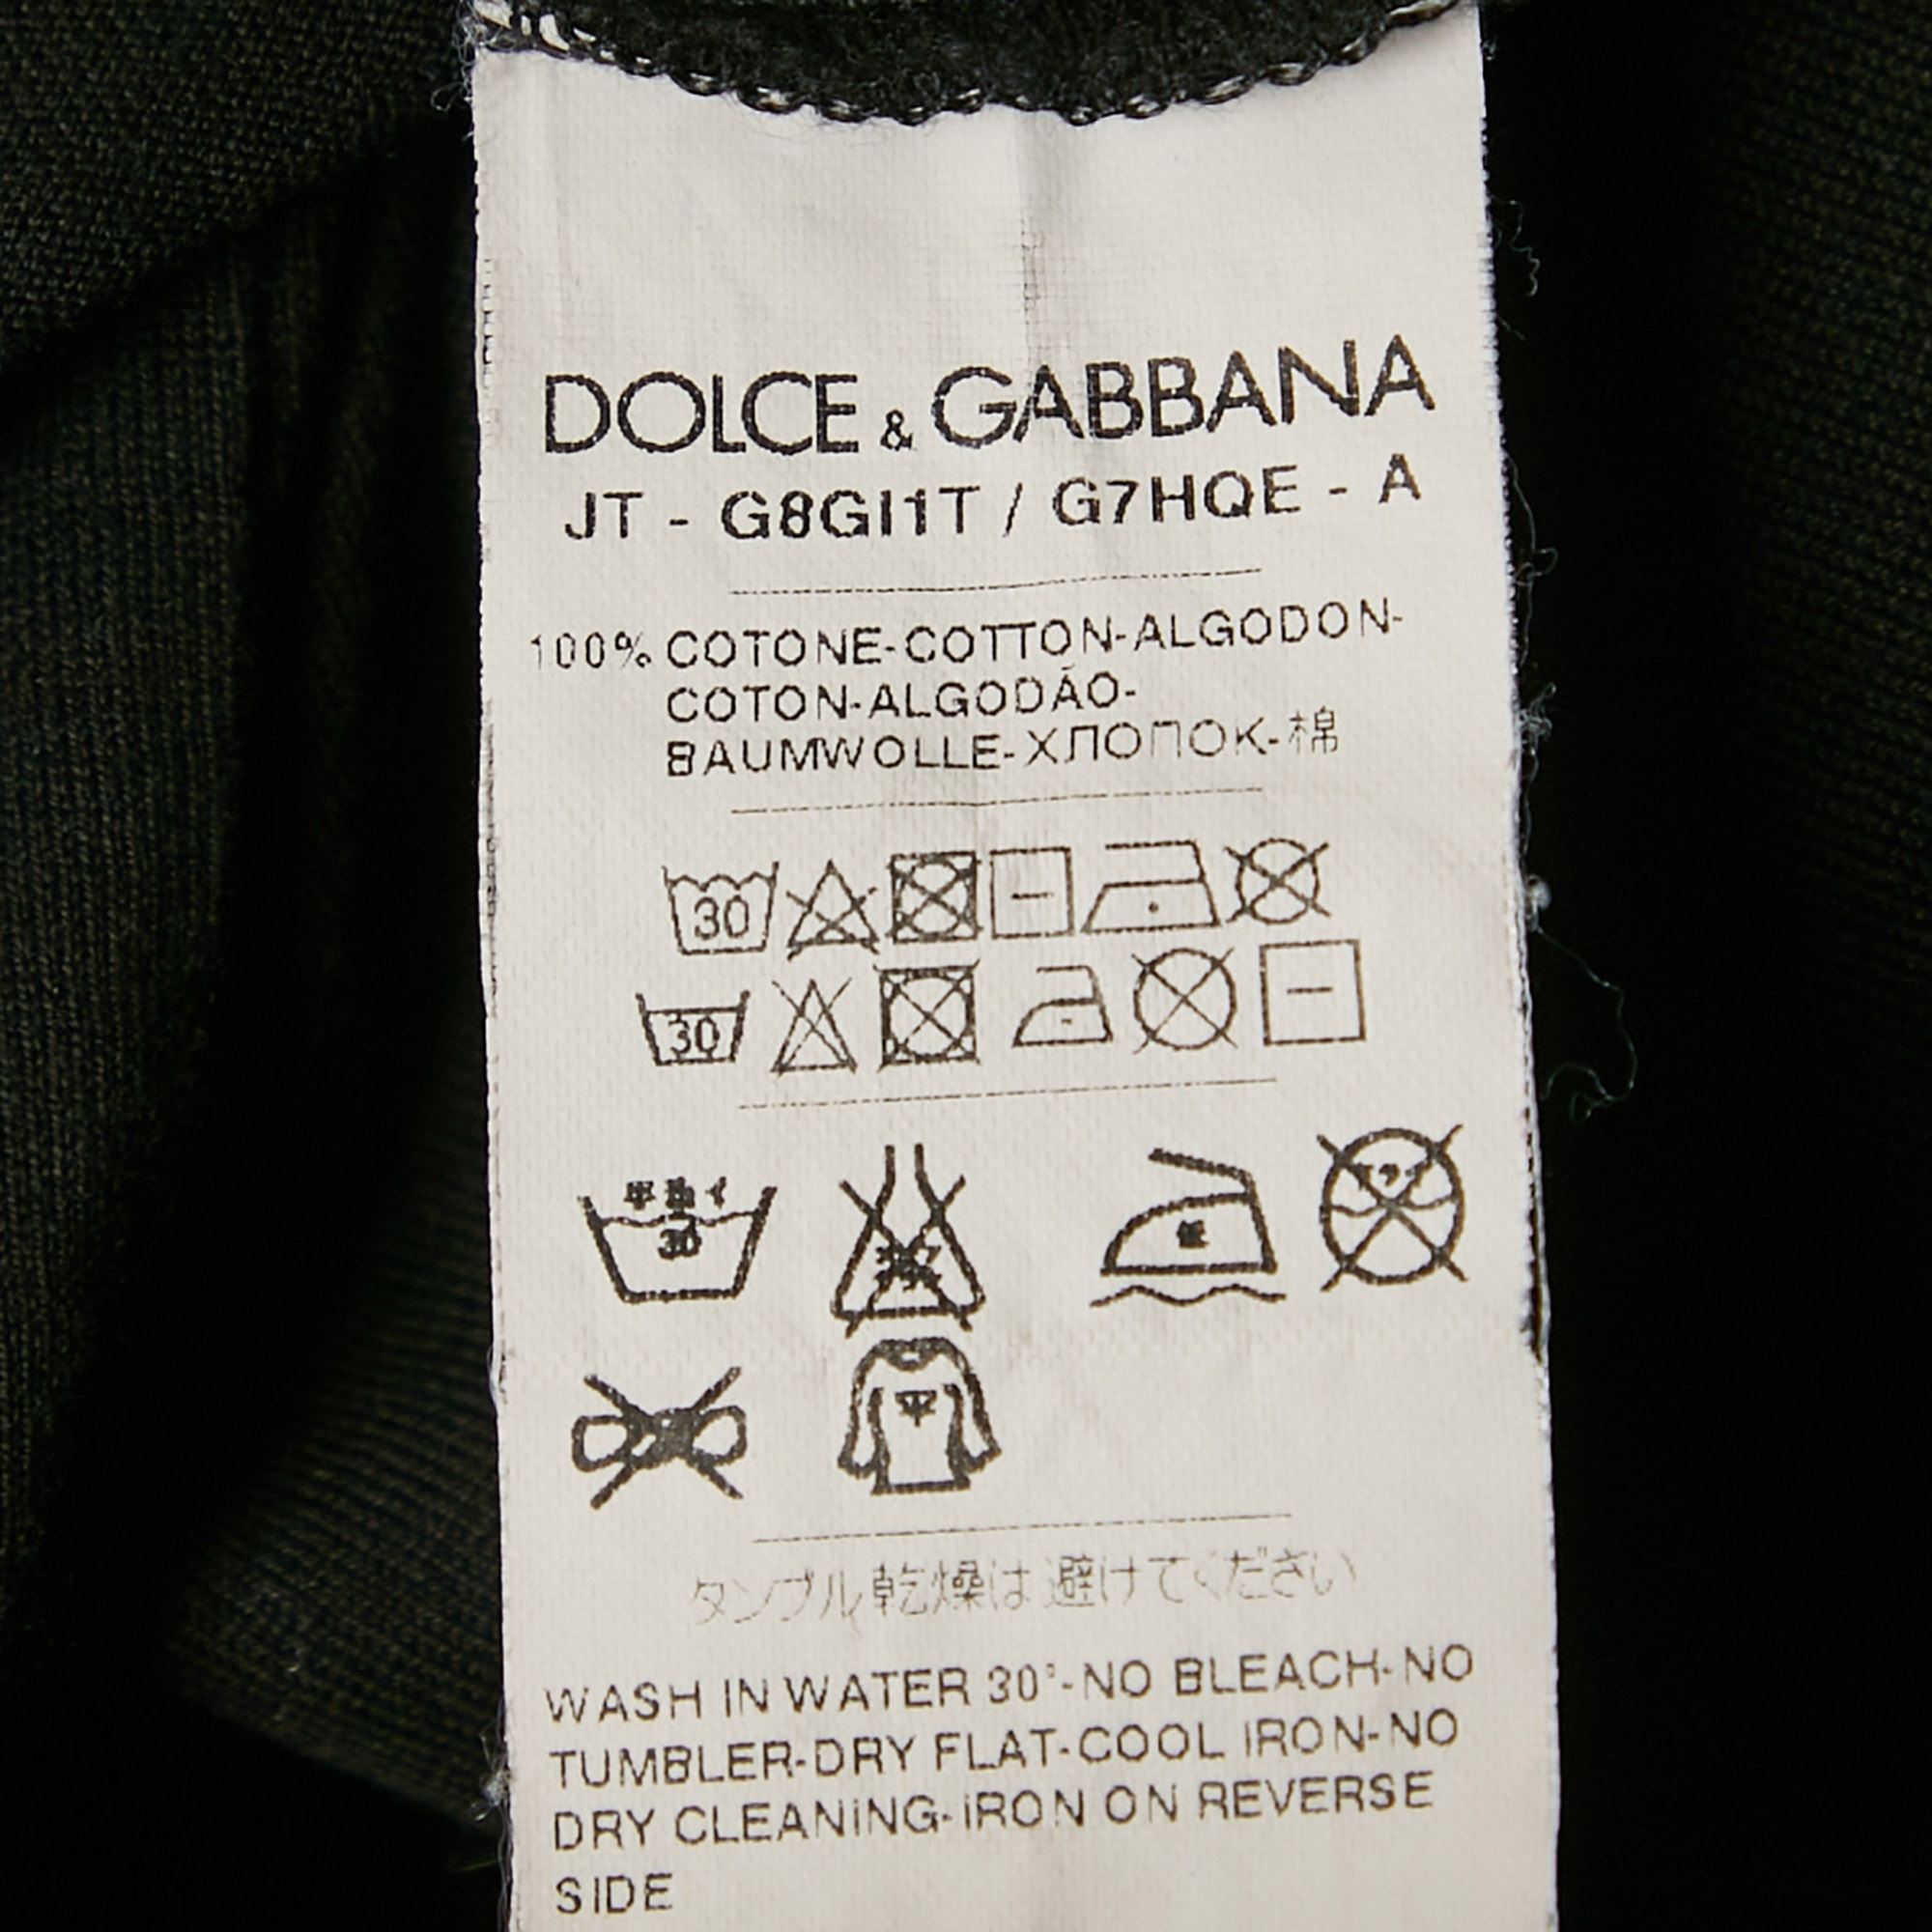 DOLCE & GABBANA
JT - G8GI1T / G7HQE - A
100% COTONE-COTTON-ALGODON-
COTON-ALGODÃO-
BAUMWOLLE-ХЛОПОК-棉
30
30
30
平
タンブル乾燥は避けてください
WASH IN WATER 30°-NO BLEACH-NO
TUMBLER-DRY FLAT-COOL IRON-NO
DRY CLEANING-IRON ON REVERSE
SIDE